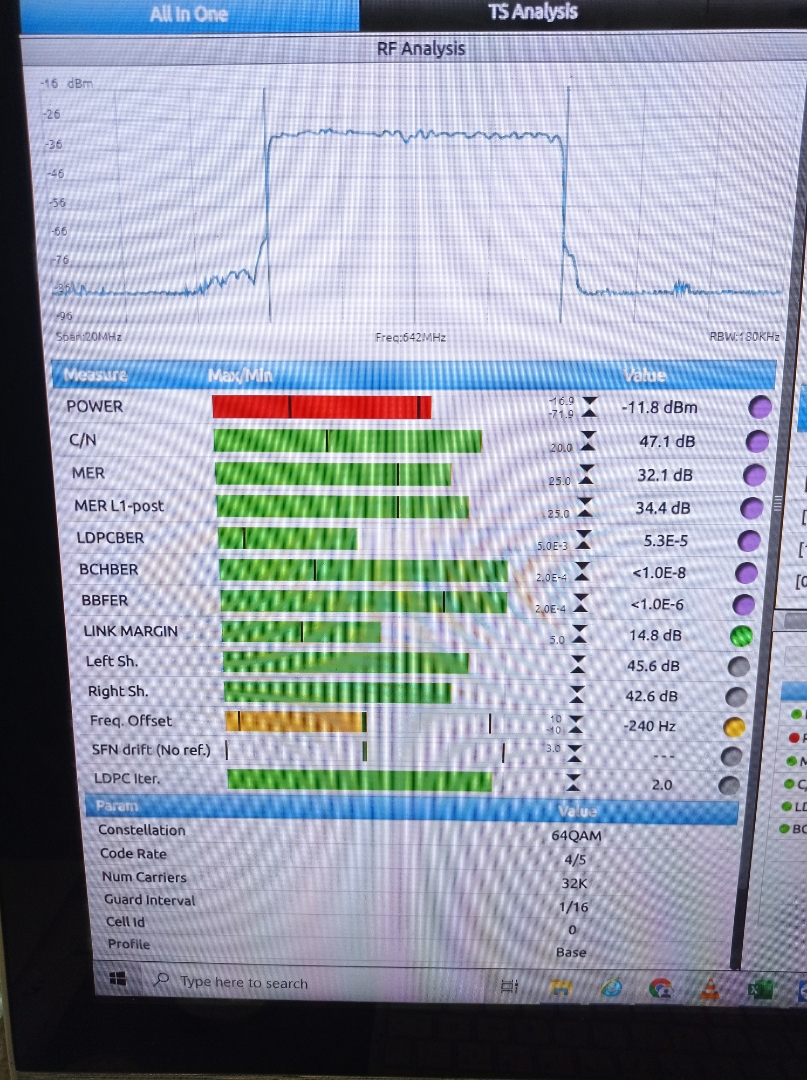 All In One TS Analysis
RF Analysis
-16 dBm
-26
-36
-46
-56
-66
-76
-86
-96
Span:20MHz Freq:642MHz RBW:180KHz
Measure Max/Min Value
POWER -16.9 -71.9 -11.8 dBm
C/N 20.0 47.1 dB
MER 25.0 32.1 dB
MER L1-post 25.0 34.4 dB
LDPCBER 5.0E-3 5.3E-5
BCHBER 2.0E-4 <1.0E-8
BBFER 2.0E-4 <1.0E-6
LINK MARGIN 5.0 14.8 dB
Left Sh. 45.6 dB
Right Sh. 42.6 dB
Freq. Offset 10 -10 -240 Hz
SFN drift (No ref.) 3.0 ---
LDPC Iter. 2.0
Param Value
Constellation 64QAM
Code Rate 4/5
Num Carriers 32K
Guard Interval 1/16
Cell Id 0
Profile Base
Type here to search